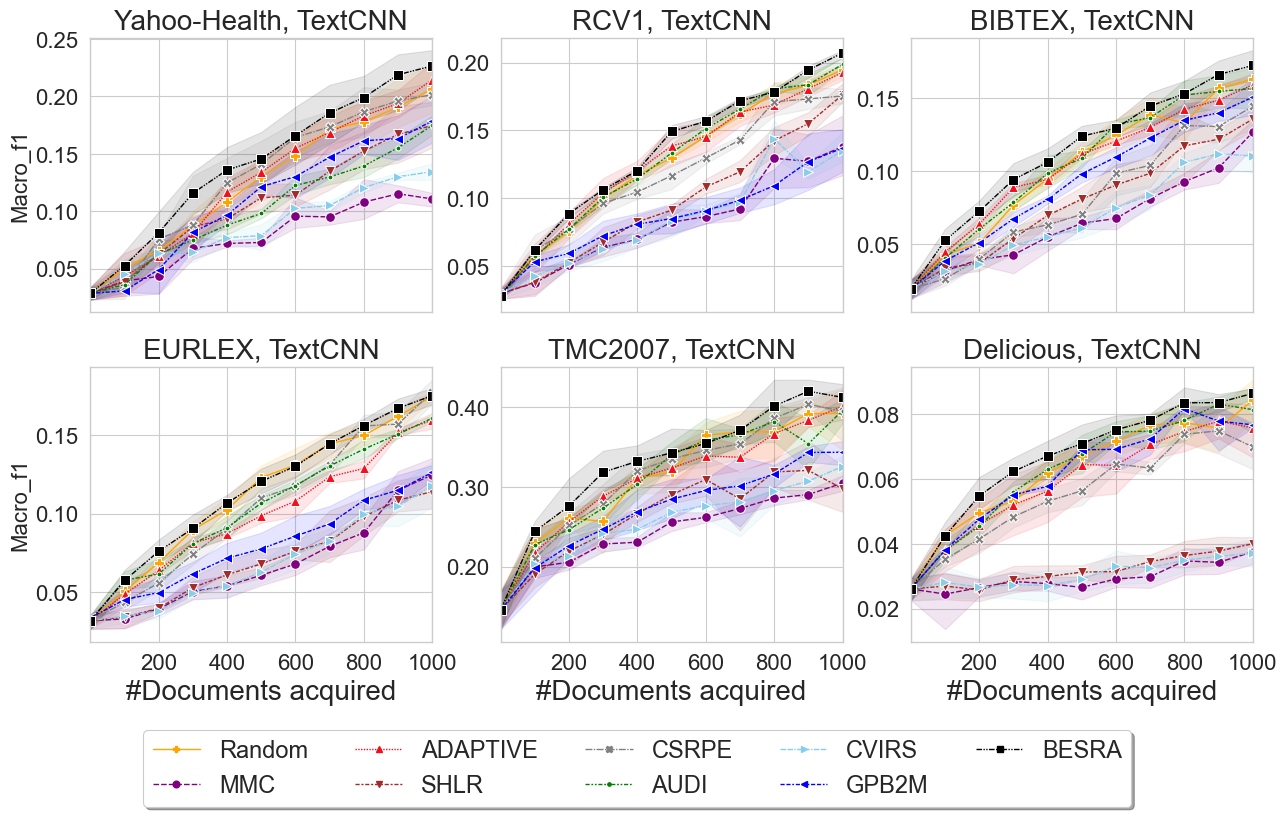 Yahoo-Health, TextCNN
RCV1, TextCNN
BIBTEX, TextCNN
Macro_f1
0.25
0.20
0.15
0.10
0.05
0.20
0.15
0.10
0.05
0.15
0.10
0.05
EURLEX, TextCNN
TMC2007, TextCNN
Delicious, TextCNN
Macro_f1
0.15
0.10
0.05
0.40
0.30
0.20
0.08
0.06
0.04
0.02
200 400 600 800 1000
200 400 600 800 1000
200 400 600 800 1000
#Documents acquired
#Documents acquired
#Documents acquired
Random ADAPTIVE CSRPE CVIRS BESRA
MMC SHLR AUDI GPB2M